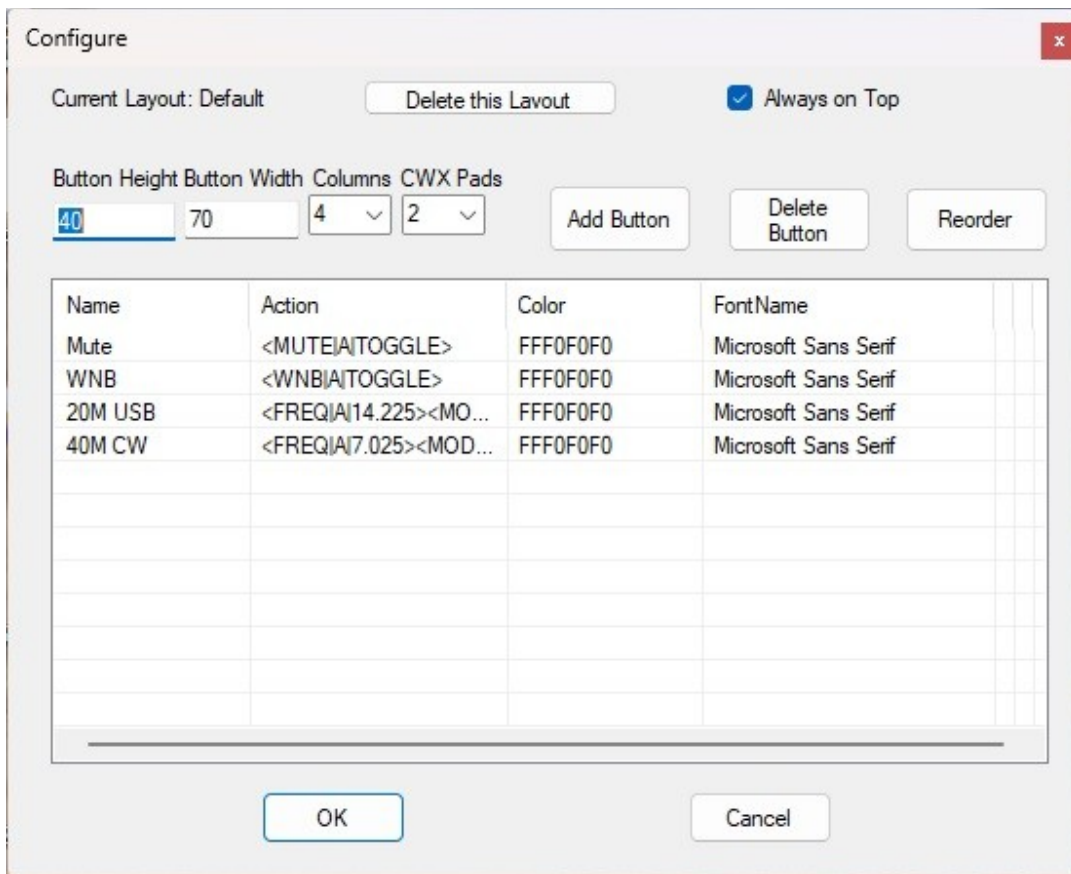 Configure
x
Current Layout: Default Delete this Layout Always on Top
Button Height Button Width Columns CWX Pads
40 70 4 2 Add Button Delete Button Reorder
Name Action Color FontName
Mute <MUTE|A|TOGGLE> FFF0F0F0 Microsoft Sans Serif
WNB <WNB|A|TOGGLE> FFF0F0F0 Microsoft Sans Serif
20M USB <FREQ|A|14.225><MO... FFF0F0F0 Microsoft Sans Serif
40M CW <FREQ|A|7.025><MOD... FFF0F0F0 Microsoft Sans Serif
OK Cancel